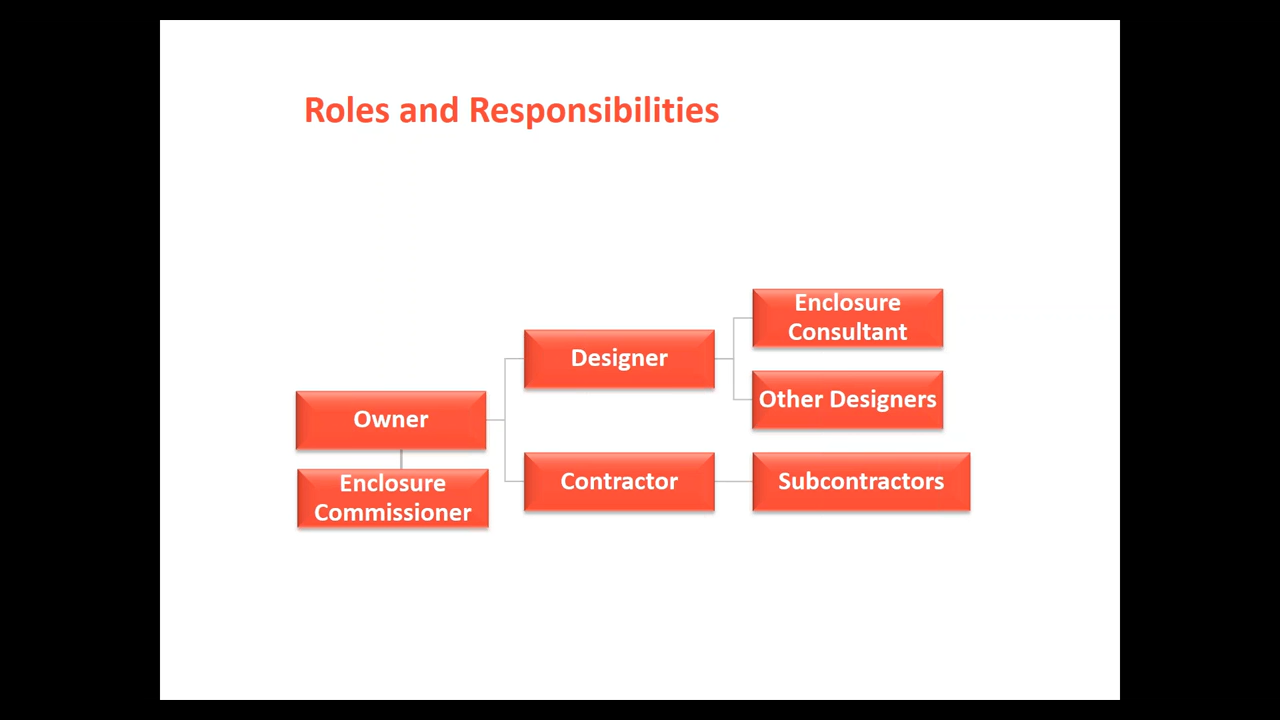 Roles and Responsibilities
Owner
Enclosure
Commissioner
Designer
Contractor
Enclosure
Consultant
Other Designers
Subcontractors